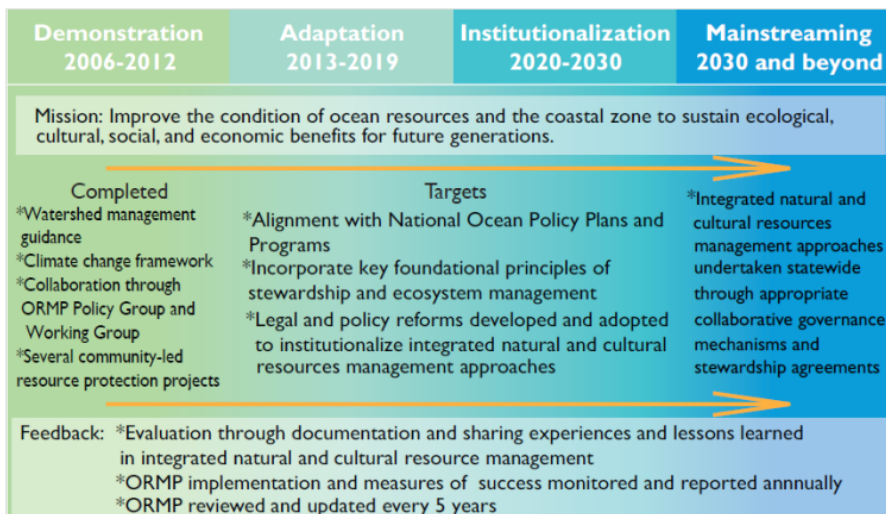 Demonstration
2006-2012
Adaptation
2013-2019
Institutionalization
2020-2030
Mainstreaming
2030 and beyond
Mission: Improve the condition of ocean resources and the coastal zone to sustain ecological,
cultural, social, and economic benefits for future generations.
Completed
*Watershed management
guidance
*Climate change framework
*Collaboration through
ORMP Policy Group and
Working Group
*Several community-led
resource protection projects
Targets
*Alignment with National Ocean Policy Plans and
Programs
*Incorporate key foundational principles of
stewardship and ecosystem management
*Legal and policy reforms developed and adopted
to institutionalize integrated natural and cultural
resources management approaches
*Integrated natural and
cultural resources
management approaches
undertaken statewide
through appropriate
collaborative governance
mechanisms and
stewardship agreements
Feedback: *Evaluation through documentation and sharing experiences and lessons learned
in integrated natural and cultural resource management
*ORMP implementation and measures of success monitored and reported annnually
*ORMP reviewed and updated every 5 years